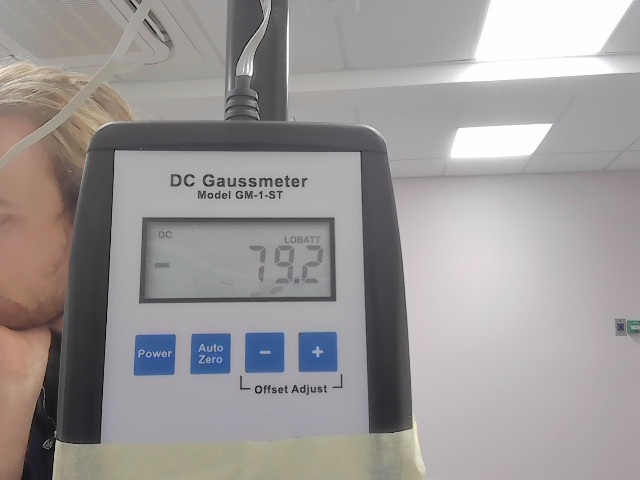 DC Gaussmeter
Model GM-1-ST
DC
LOBATT
- 79.2
Power
Auto
Zero
-
+
Offset Adjust